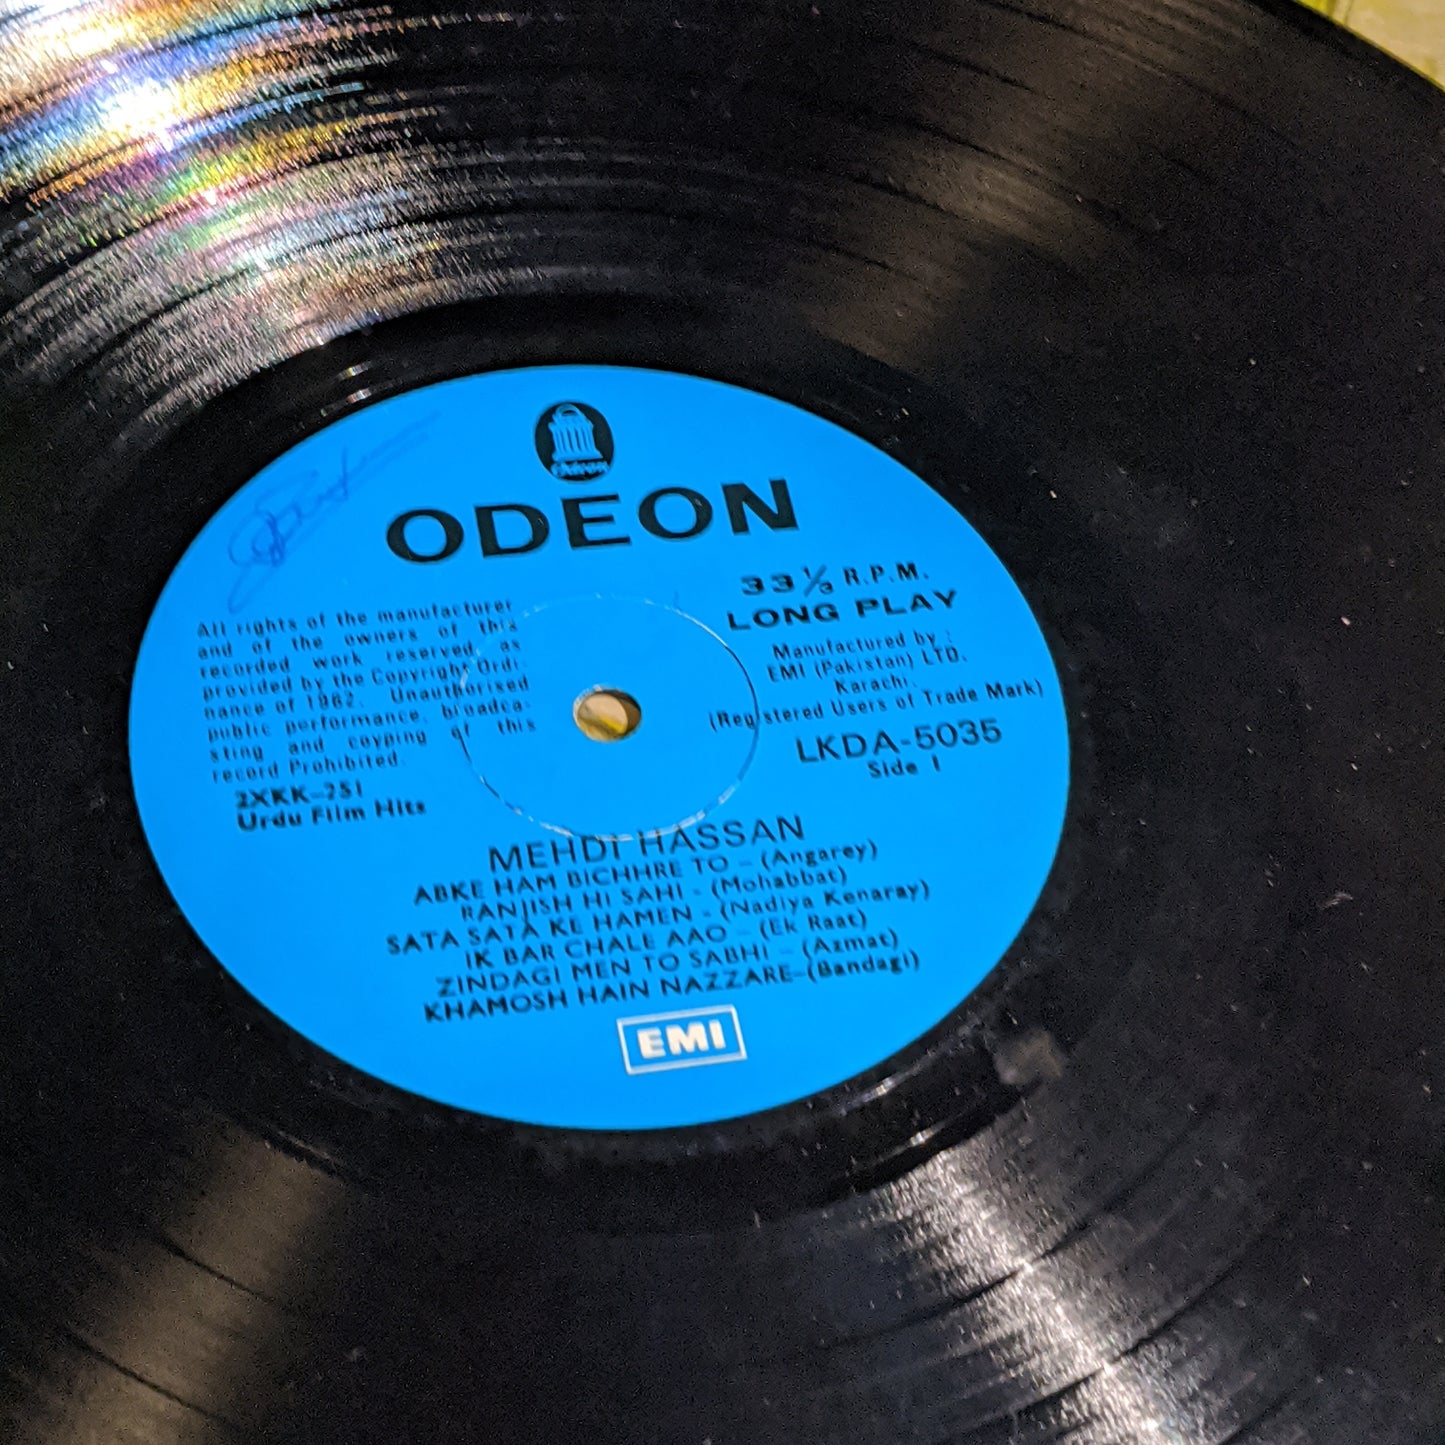 Odeon
ODEON
33 1/3 R.P.M.
LONG PLAY
Manufactured by :
EMI (Pakistan) LTD.
Karachi.
(Registered Users of Trade Mark)
LKDA-5035
Side 1
All rights of the manufacturer
and of the owners of this
recorded work reserved, as
provided by the Copyright Ordi-
nance of 1962. Unauthorised
public performance, broadca-
sting and coyping of this
record Prohibited.
2XKK-251
Urdu Film Hits
MEHDI HASSAN
ABKE HAM BICHHRE TO - (Angarey)
RANJISH HI SAHI - (Mohabbat)
SATA SATA KE HAMEN - (Nadiya Kenaray)
IK BAR CHALE AAO - (Ek Raat)
ZINDAGI MEN TO SABHI - (Azmat)
KHAMOSH HAIN NAZZARE-(Bandagi)
EMI